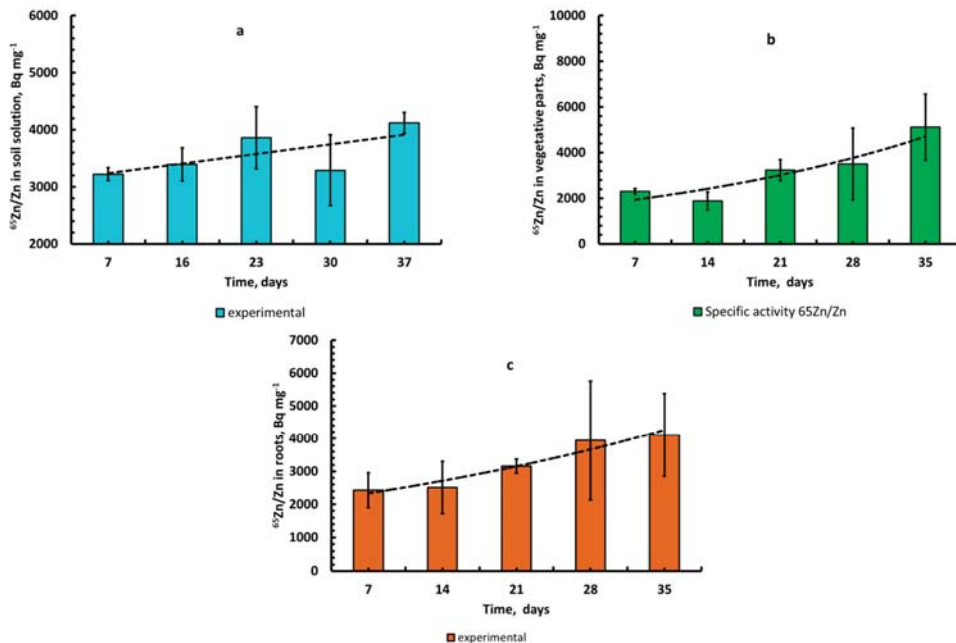 a
⁶⁵Zn/Zn in soil solution, Bq mg⁻¹
6000
5000
4000
3000
2000
7 16 23 30 37
Time, days
experimental
b
⁶⁵Zn/Zn in vegetative parts, Bq mg⁻¹
10000
8000
6000
4000
2000
0
7 14 21 28 35
Time, days
Specific activity 65Zn/Zn
c
⁶⁵Zn/Zn in roots, Bq mg⁻¹
7000
6000
5000
4000
3000
2000
1000
0
7 14 21 28 35
Time, days
experimental